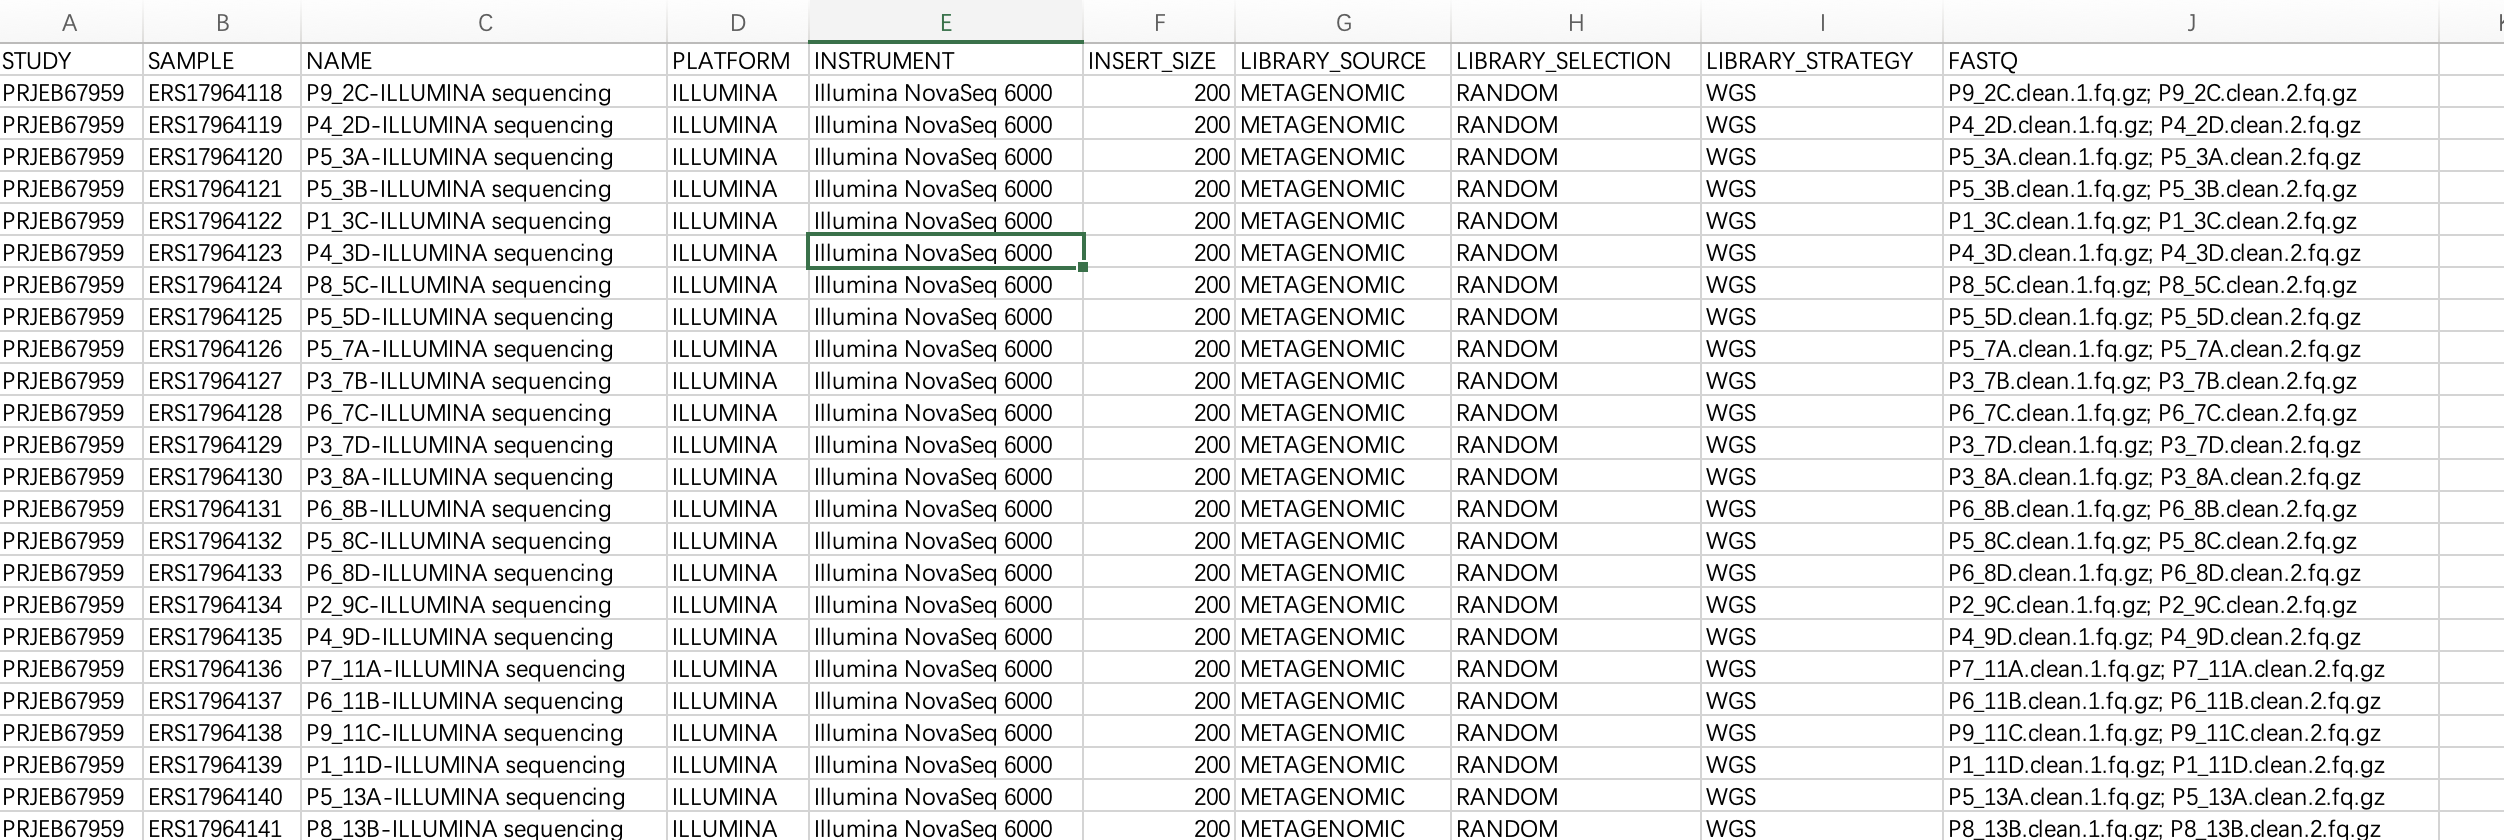 A B C D E F G H I J
STUDY SAMPLE NAME PLATFORM INSTRUMENT INSERT_SIZE LIBRARY_SOURCE LIBRARY_SELECTION LIBRARY_STRATEGY FASTQ
PRJEB67959 ERS17964118 P9_2C-ILLUMINA sequencing ILLUMINA Illumina NovaSeq 6000 200 METAGENOMIC RANDOM WGS P9_2C.clean.1.fq.gz; P9_2C.clean.2.fq.gz
PRJEB67959 ERS17964119 P4_2D-ILLUMINA sequencing ILLUMINA Illumina NovaSeq 6000 200 METAGENOMIC RANDOM WGS P4_2D.clean.1.fq.gz; P4_2D.clean.2.fq.gz
PRJEB67959 ERS17964120 P5_3A-ILLUMINA sequencing ILLUMINA Illumina NovaSeq 6000 200 METAGENOMIC RANDOM WGS P5_3A.clean.1.fq.gz; P5_3A.clean.2.fq.gz
PRJEB67959 ERS17964121 P5_3B-ILLUMINA sequencing ILLUMINA Illumina NovaSeq 6000 200 METAGENOMIC RANDOM WGS P5_3B.clean.1.fq.gz; P5_3B.clean.2.fq.gz
PRJEB67959 ERS17964122 P1_3C-ILLUMINA sequencing ILLUMINA Illumina NovaSeq 6000 200 METAGENOMIC RANDOM WGS P1_3C.clean.1.fq.gz; P1_3C.clean.2.fq.gz
PRJEB67959 ERS17964123 P4_3D-ILLUMINA sequencing ILLUMINA Illumina NovaSeq 6000 200 METAGENOMIC RANDOM WGS P4_3D.clean.1.fq.gz; P4_3D.clean.2.fq.gz
PRJEB67959 ERS17964124 P8_5C-ILLUMINA sequencing ILLUMINA Illumina NovaSeq 6000 200 METAGENOMIC RANDOM WGS P8_5C.clean.1.fq.gz; P8_5C.clean.2.fq.gz
PRJEB67959 ERS17964125 P5_5D-ILLUMINA sequencing ILLUMINA Illumina NovaSeq 6000 200 METAGENOMIC RANDOM WGS P5_5D.clean.1.fq.gz; P5_5D.clean.2.fq.gz
PRJEB67959 ERS17964126 P5_7A-ILLUMINA sequencing ILLUMINA Illumina NovaSeq 6000 200 METAGENOMIC RANDOM WGS P5_7A.clean.1.fq.gz; P5_7A.clean.2.fq.gz
PRJEB67959 ERS17964127 P3_7B-ILLUMINA sequencing ILLUMINA Illumina NovaSeq 6000 200 METAGENOMIC RANDOM WGS P3_7B.clean.1.fq.gz; P3_7B.clean.2.fq.gz
PRJEB67959 ERS17964128 P6_7C-ILLUMINA sequencing ILLUMINA Illumina NovaSeq 6000 200 METAGENOMIC RANDOM WGS P6_7C.clean.1.fq.gz; P6_7C.clean.2.fq.gz
PRJEB67959 ERS17964129 P3_7D-ILLUMINA sequencing ILLUMINA Illumina NovaSeq 6000 200 METAGENOMIC RANDOM WGS P3_7D.clean.1.fq.gz; P3_7D.clean.2.fq.gz
PRJEB67959 ERS17964130 P3_8A-ILLUMINA sequencing ILLUMINA Illumina NovaSeq 6000 200 METAGENOMIC RANDOM WGS P3_8A.clean.1.fq.gz; P3_8A.clean.2.fq.gz
PRJEB67959 ERS17964131 P6_8B-ILLUMINA sequencing ILLUMINA Illumina NovaSeq 6000 200 METAGENOMIC RANDOM WGS P6_8B.clean.1.fq.gz; P6_8B.clean.2.fq.gz
PRJEB67959 ERS17964132 P5_8C-ILLUMINA sequencing ILLUMINA Illumina NovaSeq 6000 200 METAGENOMIC RANDOM WGS P5_8C.clean.1.fq.gz; P5_8C.clean.2.fq.gz
PRJEB67959 ERS17964133 P6_8D-ILLUMINA sequencing ILLUMINA Illumina NovaSeq 6000 200 METAGENOMIC RANDOM WGS P6_8D.clean.1.fq.gz; P6_8D.clean.2.fq.gz
PRJEB67959 ERS17964134 P2_9C-ILLUMINA sequencing ILLUMINA Illumina NovaSeq 6000 200 METAGENOMIC RANDOM WGS P2_9C.clean.1.fq.gz; P2_9C.clean.2.fq.gz
PRJEB67959 ERS17964135 P4_9D-ILLUMINA sequencing ILLUMINA Illumina NovaSeq 6000 200 METAGENOMIC RANDOM WGS P4_9D.clean.1.fq.gz; P4_9D.clean.2.fq.gz
PRJEB67959 ERS17964136 P7_11A-ILLUMINA sequencing ILLUMINA Illumina NovaSeq 6000 200 METAGENOMIC RANDOM WGS P7_11A.clean.1.fq.gz; P7_11A.clean.2.fq.gz
PRJEB67959 ERS17964137 P6_11B-ILLUMINA sequencing ILLUMINA Illumina NovaSeq 6000 200 METAGENOMIC RANDOM WGS P6_11B.clean.1.fq.gz; P6_11B.clean.2.fq.gz
PRJEB67959 ERS17964138 P9_11C-ILLUMINA sequencing ILLUMINA Illumina NovaSeq 6000 200 METAGENOMIC RANDOM WGS P9_11C.clean.1.fq.gz; P9_11C.clean.2.fq.gz
PRJEB67959 ERS17964139 P1_11D-ILLUMINA sequencing ILLUMINA Illumina NovaSeq 6000 200 METAGENOMIC RANDOM WGS P1_11D.clean.1.fq.gz; P1_11D.clean.2.fq.gz
PRJEB67959 ERS17964140 P5_13A-ILLUMINA sequencing ILLUMINA Illumina NovaSeq 6000 200 METAGENOMIC RANDOM WGS P5_13A.clean.1.fq.gz; P5_13A.clean.2.fq.gz
PRJEB67959 ERS17964141 P8_13B-ILLUMINA sequencing ILLUMINA Illumina NovaSeq 6000 200 METAGENOMIC RANDOM WGS P8_13B.clean.1.fq.gz; P8_13B.clean.2.fq.gz